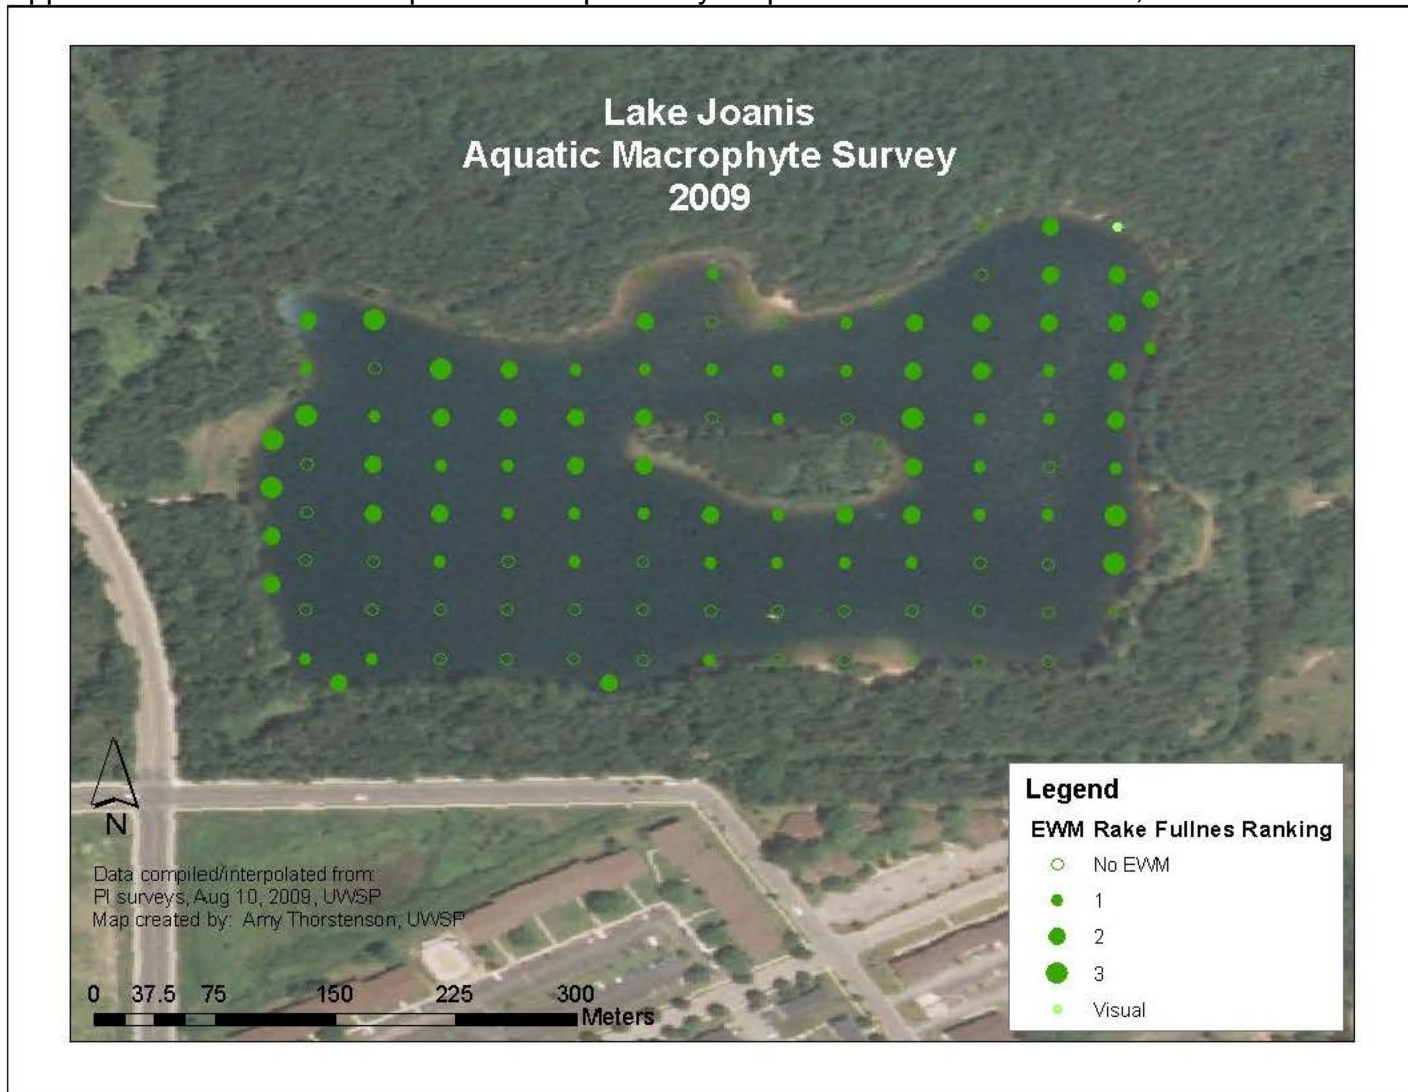 Lake Joanis
Aquatic Macrophyte Survey
2009
N
Data compiled/interpolated from:
PI surveys, Aug 10, 2009, UWSP
Map created by: Amy Thorstenson, UWSP
0 37.5 75 150 225 300
Meters
Legend
EWM Rake Fullnes Ranking
No EWM
1
2
3
Visual